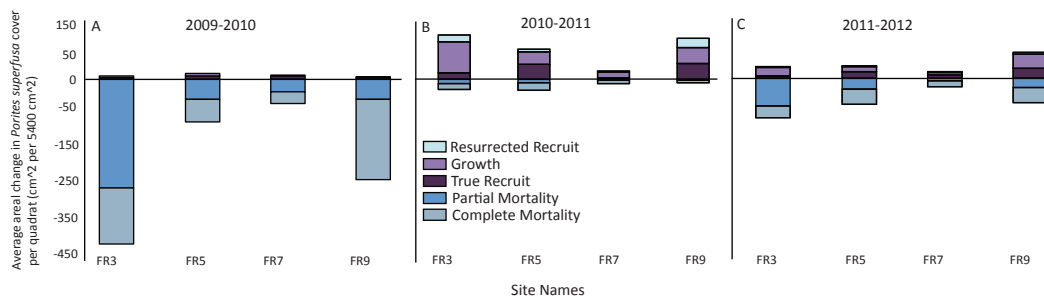 Average areal change in Porites superfusa cover
per quadrat (cm^2 per 5400 cm^2)
150
50
0
-50
-150
-250
-350
-450
A
2009-2010
FR3
FR5
FR7
FR9
B
2010-2011
Resurrected Recruit
Growth
True Recruit
Partial Mortality
Complete Mortality
FR3
FR5
FR7
FR9
C
2011-2012
FR3
FR5
FR7
FR9
Site Names